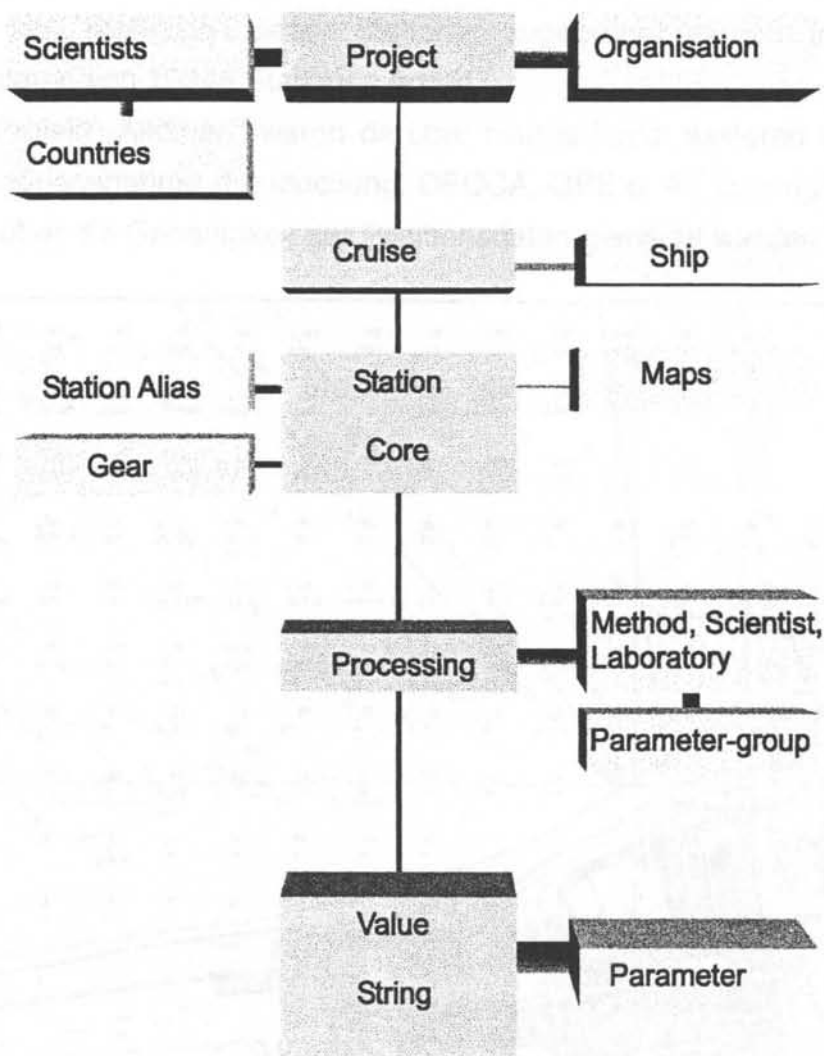 Scientists
Project
Organisation
Countries
Cruise
Ship
Station Alias
Station
Maps
Core
Gear
Processing
Method, Scientist,
Laboratory
Parameter-group
Value
String
Parameter